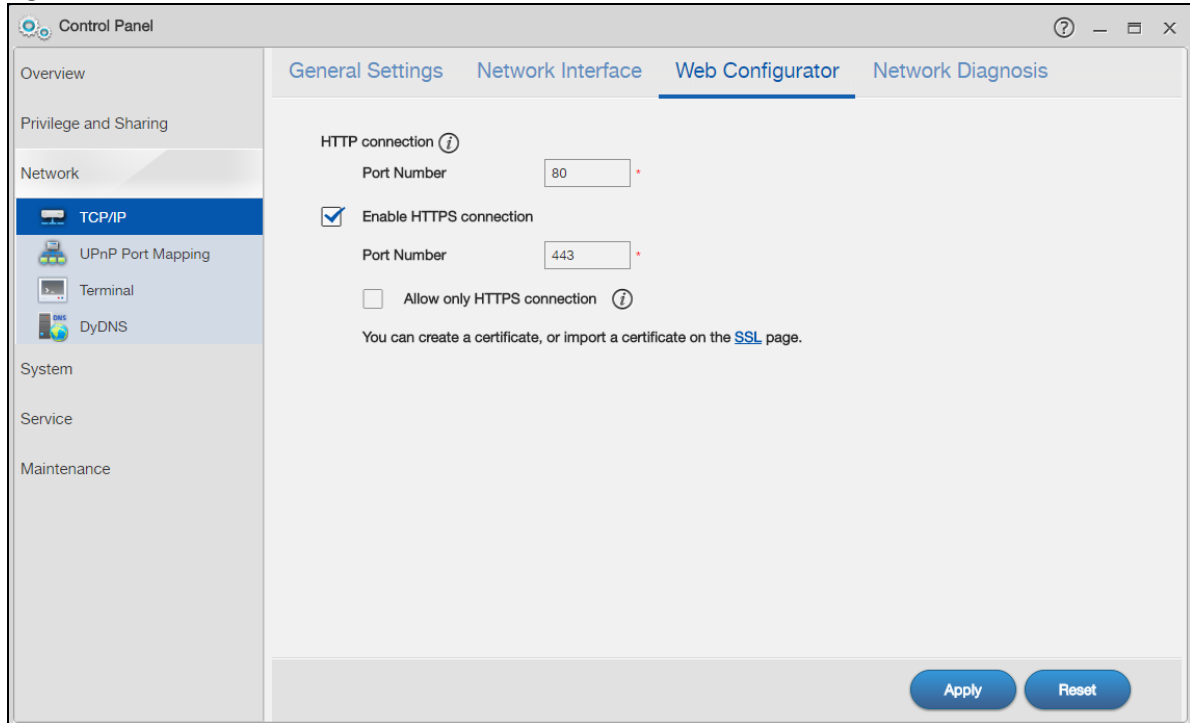 Control Panel
Overview
Privilege and Sharing
Network
TCP/IP
UPnP Port Mapping
Terminal
DNS
DyDNS
System
Service
Maintenance
General Settings Network Interface Web Configurator Network Diagnosis
HTTP connection
Port Number 80 *
Enable HTTPS connection
Port Number 443 *
Allow only HTTPS connection
You can create a certificate, or import a certificate on the SSL page.
Apply Reset